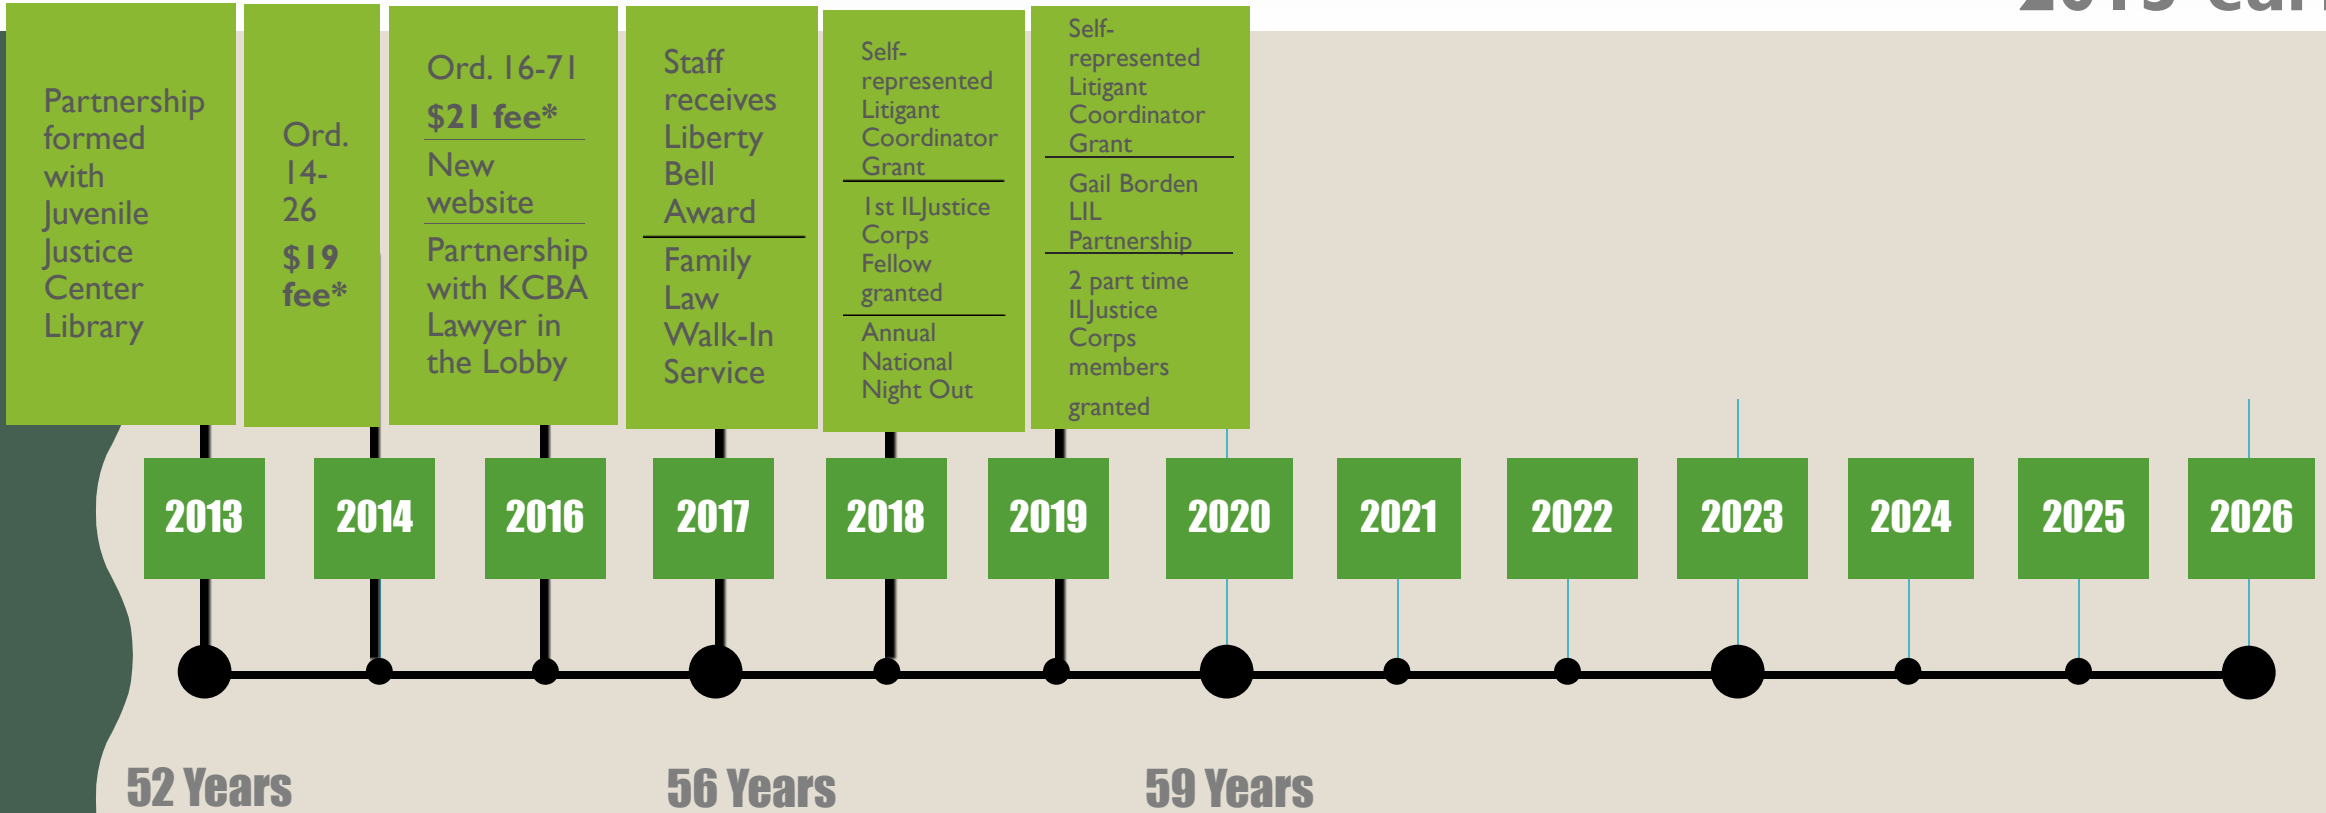 Partnership
formed
with
Juvenile
Justice
Center
Library
Ord.
14-
26
$19
fee*
Ord. 16-71
$21 fee*
New
website
Partnership
with KCBA
Lawyer in
the Lobby
Staff
receives
Liberty
Bell
Award
Family
Law
Walk-In
Service
Self-
represented
Litigant
Coordinator
Grant
1st ILJustice
Corps
Fellow
granted
Annual
National
Night Out
Self-
represented
Litigant
Coordinator
Grant
Gail Borden
LIL
Partnership
2 part time
ILJustice
Corps
members
granted
2013
2014
2016
2017
2018
2019
2020
2021
2022
2023
2024
2025
2026
52 Years
56 Years
59 Years